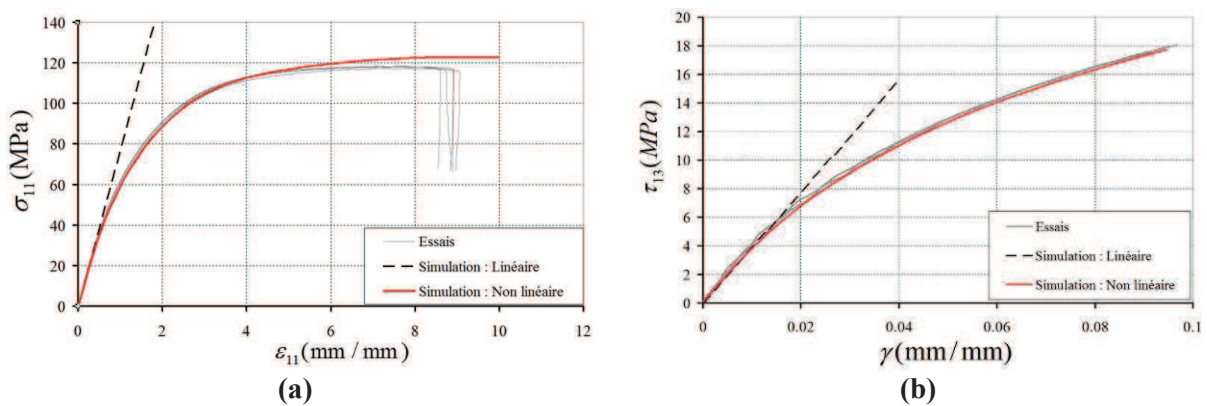 140
120
100
80
60
40
20
0
σ₁₁(MPa)
0 2 4 6 8 10 12
ε₁₁(mm / mm)
Essais
Simulation : Linéaire
Simulation : Non linéaire
(a)
20
18
16
14
12
10
8
6
4
2
0
τ₁₃(MPa)
0 0.02 0.04 0.06 0.08 0.1
γ(mm / mm)
Essais
Simulation : Linéaire
Simulation : Non linéaire
(b)